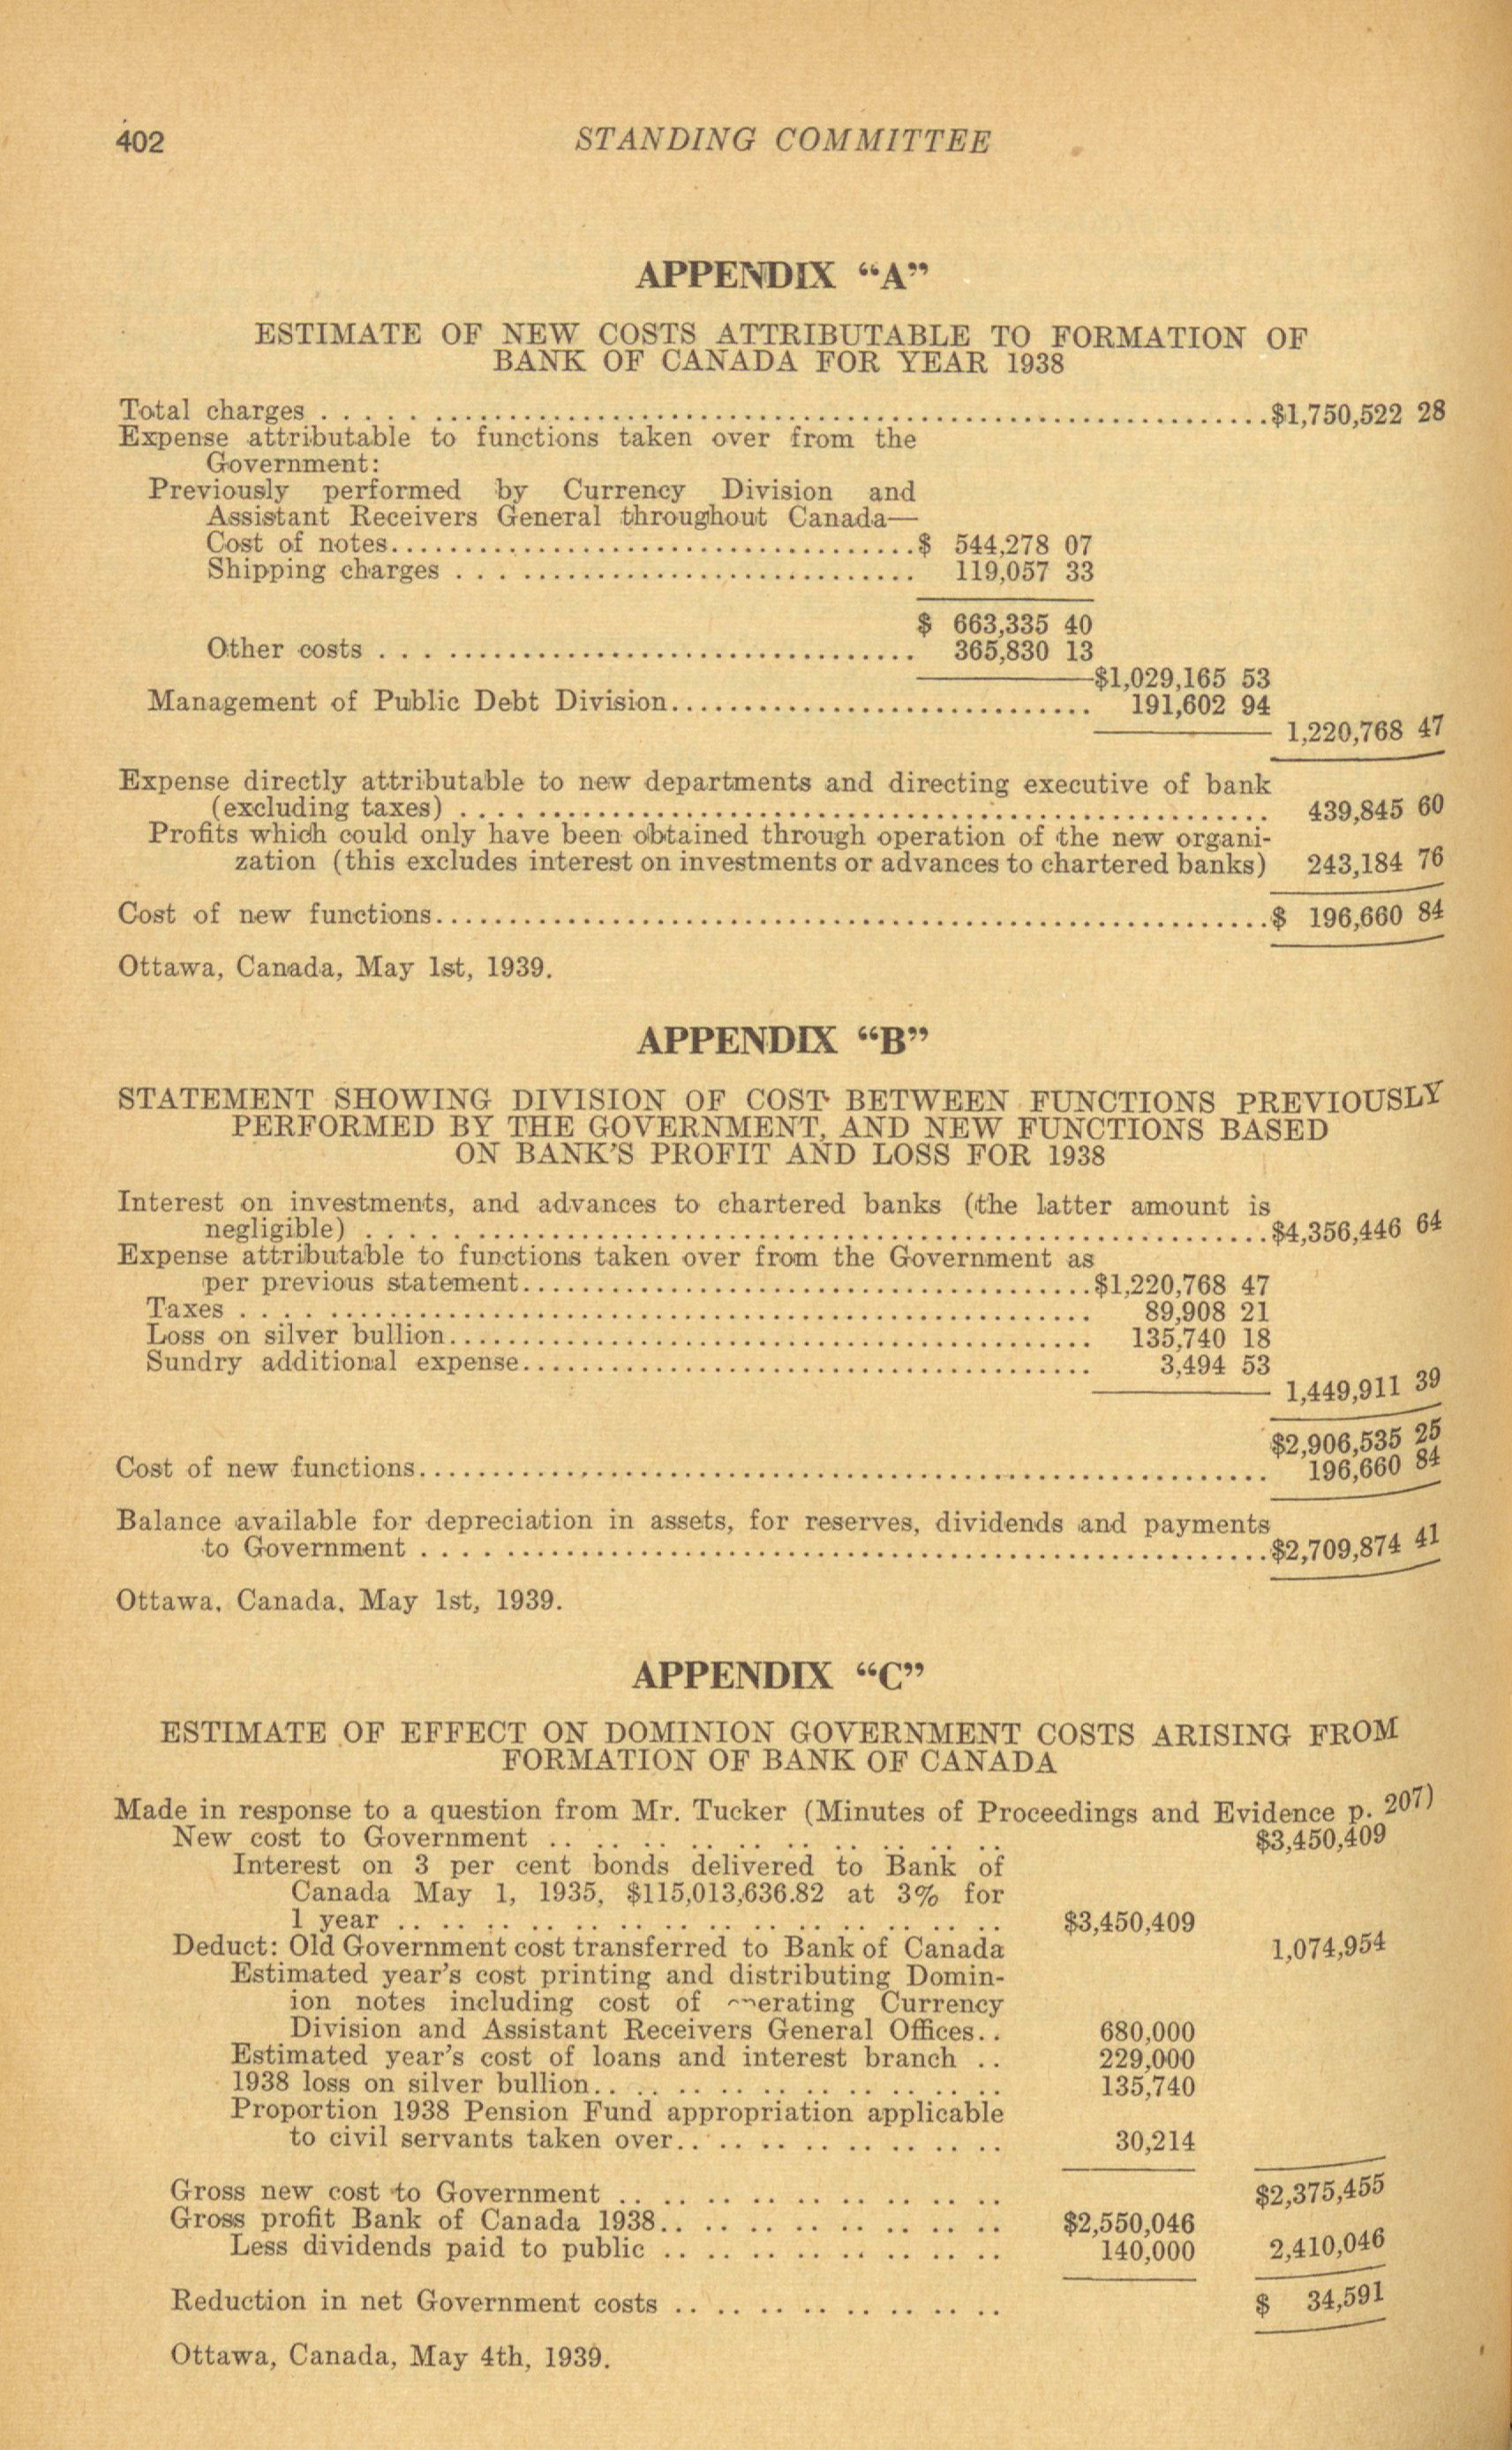 402 STANDING COMMITTEE
APPENDIX “A”
ESTIMATE OF NEW COSTS ATTRIBUTABLE TO FORMATION OF
BANK OF CANADA FOR YEAR 1938
Total charges . . . . . . . . . . . . . . . . . . . . $1,750,522 28
Expense attributable to functions taken over from the
Government:
Previously performed by Currency Division and
Assistant Receivers General throughout Canada—
Cost of notes. . . . . . . . . . . . . . . . . . . . $ 544,278 07
Shipping charges . . . . . . . . . . . . . . . . . . . . 119,057 33
$ 663,335 40
Other costs . . . . . . . . . . . . . . . . . . . . 365,830 13
$1,029,165 53
Management of Public Debt Division. . . . . . . . . . . . . . . . . . . . 191,602 94
1,220,768 47
Expense directly attributable to new departments and directing executive of bank
(excluding taxes) . . . . . . . . . . . . . . . . . . . . 439,845 60
Profits which could only have been obtained through operation of the new organi-
zation (this excludes interest on investments or advances to chartered banks) 243,184 76
Cost of new functions. . . . . . . . . . . . . . . . . . . . $ 196,660 84
Ottawa, Canada, May 1st, 1939.
APPENDIX “B”
STATEMENT SHOWING DIVISION OF COST BETWEEN FUNCTIONS PREVIOUSLY
PERFORMED BY THE GOVERNMENT, AND NEW FUNCTIONS BASED
ON BANK’S PROFIT AND LOSS FOR 1938
Interest on investments, and advances to chartered banks (the latter amount is
negligible) . . . . . . . . . . . . . . . . . . . . $4,356,446 64
Expense attributable to functions taken over from the Government as
per previous statement. . . . . . . . . . . . . . . . . . . . $1,220,768 47
Taxes . . . . . . . . . . . . . . . . . . . . 89,908 21
Loss on silver bullion. . . . . . . . . . . . . . . . . . . . 135,740 18
Sundry additional expense. . . . . . . . . . . . . . . . . . . . 3,494 53
1,449,911 39
$2,906,535 25
Cost of new functions. . . . . . . . . . . . . . . . . . . . 196,660 84
Balance available for depreciation in assets, for reserves, dividends and payments
to Government . . . . . . . . . . . . . . . . . . . . $2,709,874 41
Ottawa, Canada, May 1st, 1939.
APPENDIX “C”
ESTIMATE OF EFFECT ON DOMINION GOVERNMENT COSTS ARISING FROM
FORMATION OF BANK OF CANADA
Made in response to a question from Mr. Tucker (Minutes of Proceedings and Evidence p. 207)
New cost to Government . . . . . . . . . . . . . . . . . . . . $3,450,409
Interest on 3 per cent bonds delivered to Bank of
Canada May 1, 1935, $115,013,636.82 at 3% for
1 year . . . . . . . . . . . . . . . . . . . . $3,450,409
Deduct: Old Government cost transferred to Bank of Canada 1,074,954
Estimated year’s cost printing and distributing Domin-
ion notes including cost of Currency
Division and Assistant Receivers General Offices. . 680,000
Estimated year’s cost of loans and interest branch . . 229,000
1938 loss on silver bullion. . . . . . . . . . . . . . . . . . . . 135,740
Proportion 1938 Pension Fund appropriation applicable
to civil servants taken over. . . . . . . . . . . . . . . . 30,214
Gross new cost to Government . . . . . . . . . . . . . . . . . . $2,375,455
Gross profit Bank of Canada 1938. . . . . . . . . . . . . . . . $2,550,046
Less dividends paid to public . . . . . . . . . . . . . . . . 140,000 2,410,046
Reduction in net Government costs . . . . . . . . . . . . . . . . $ 34,591
Ottawa, Canada, May 4th, 1939.